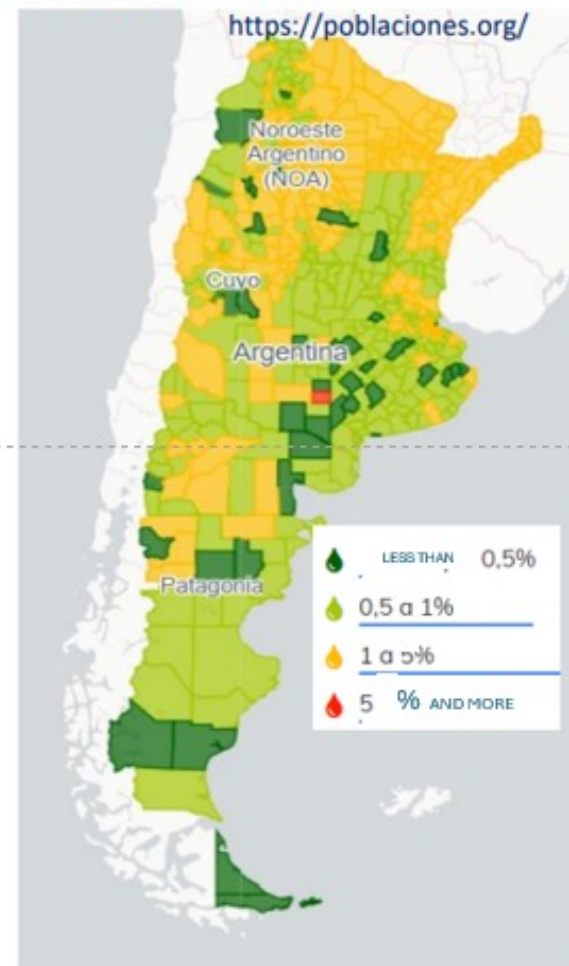 https://poblaciones.org/
Noroeste
Argentino
(NOA)
Cuyo
Argentina
Patagonia
LESS THAN 0,5%
0,5 a 1%
1 a 5%
5 % AND MORE